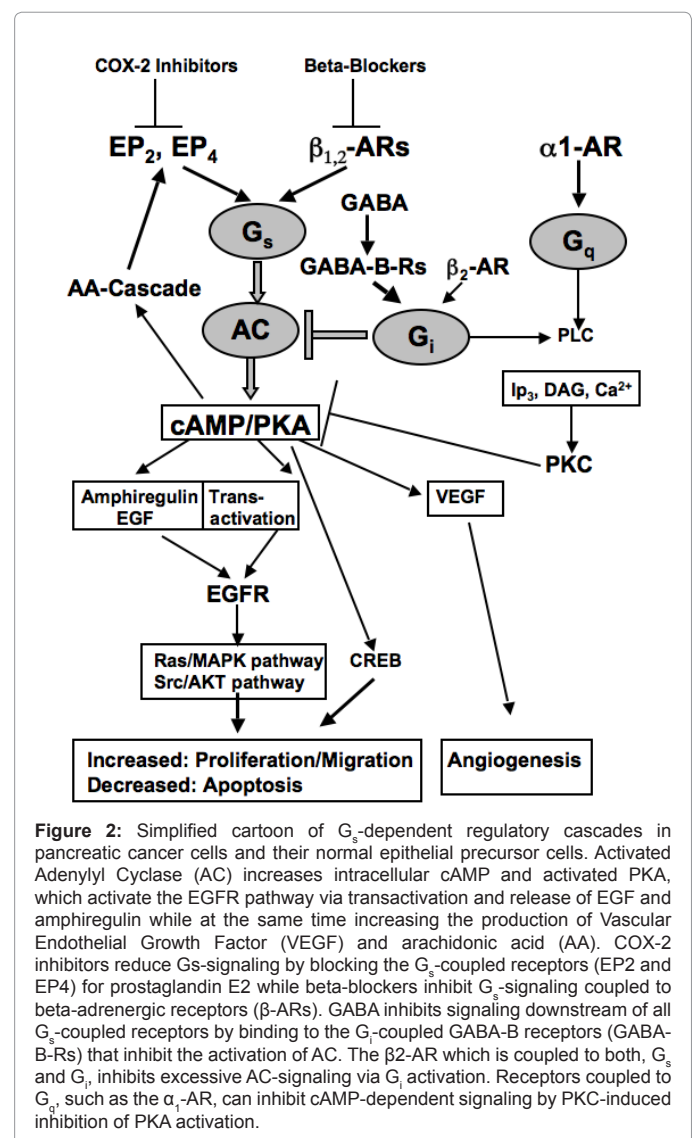 COX-2 Inhibitors Beta-Blockers
EP₂, EP₄ β₁,₂-ARs α1-AR
GABA
Gₛ Gq
GABA-B-Rs β₂-AR
AA-Cascade
AC Gᵢ PLC
Ip₃, DAG, Ca²⁺
cAMP/PKA
PKC
Amphiregulin Trans- VEGF
EGF activation
EGFR
Ras/MAPK pathway CREB
Src/AKT pathway
Increased: Proliferation/Migration Angiogenesis
Decreased: Apoptosis
Figure 2: Simplified cartoon of Gₛ-dependent regulatory cascades in
pancreatic cancer cells and their normal epithelial precursor cells. Activated
Adenylyl Cyclase (AC) increases intracellular cAMP and activated PKA,
which activate the EGFR pathway via transactivation and release of EGF and
amphiregulin while at the same time increasing the production of Vascular
Endothelial Growth Factor (VEGF) and arachidonic acid (AA). COX-2
inhibitors reduce Gs-signaling by blocking the Gₛ-coupled receptors (EP2 and
EP4) for prostaglandin E2 while beta-blockers inhibit Gₛ-signaling coupled to
beta-adrenergic receptors (β-ARs). GABA inhibits signaling downstream of all
Gₛ-coupled receptors by binding to the Gᵢ-coupled GABA-B receptors (GABA-
B-Rs) that inhibit the activation of AC. The β2-AR which is coupled to both, Gₛ
and Gᵢ, inhibits excessive AC-signaling via Gᵢ activation. Receptors coupled to
Gq, such as the α₁-AR, can inhibit cAMP-dependent signaling by PKC-induced
inhibition of PKA activation.